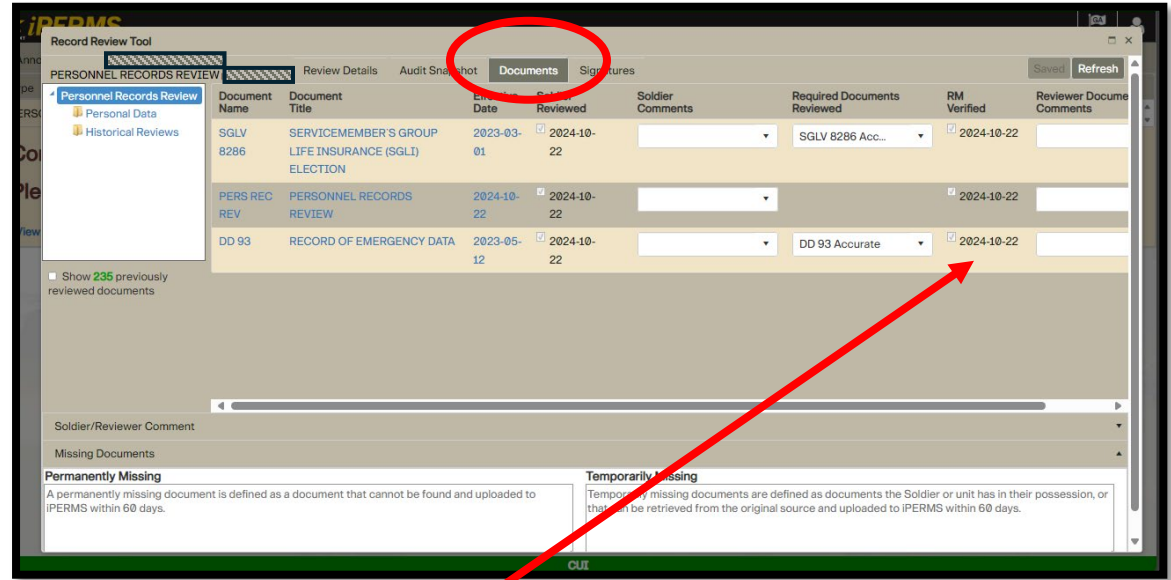 iPERMS
Record Review Tool
PERSONNEL RECORDS REVIEW
Review Details Audit Snapshot Documents Signatures
Saved Refresh
Personnel Records Review
Personal Data
Historical Reviews
Show 235 previously
reviewed documents
Document Name Document Title Effective Date Soldier Reviewed Soldier Comments Required Documents Reviewed RM Verified Reviewer Docume Comments
SGLV 8286 SERVICEMEMBER'S GROUP LIFE INSURANCE (SGLI) ELECTION 2023-03-01 2024-10-22 SGLV 8286 Acc... 2024-10-22
PERS REC REV PERSONNEL RECORDS REVIEW 2024-10-22 2024-10-22 2024-10-22
DD 93 RECORD OF EMERGENCY DATA 2023-05-12 2024-10-22 DD 93 Accurate 2024-10-22
Soldier/Reviewer Comment
Missing Documents
Permanently Missing
A permanently missing document is defined as a document that cannot be found and uploaded to
iPERMS within 60 days.
Temporarily Missing
Temporarily missing documents are defined as documents the Soldier or unit has in their possession, or
that can be retrieved from the original source and uploaded to iPERMS within 60 days.
CUI